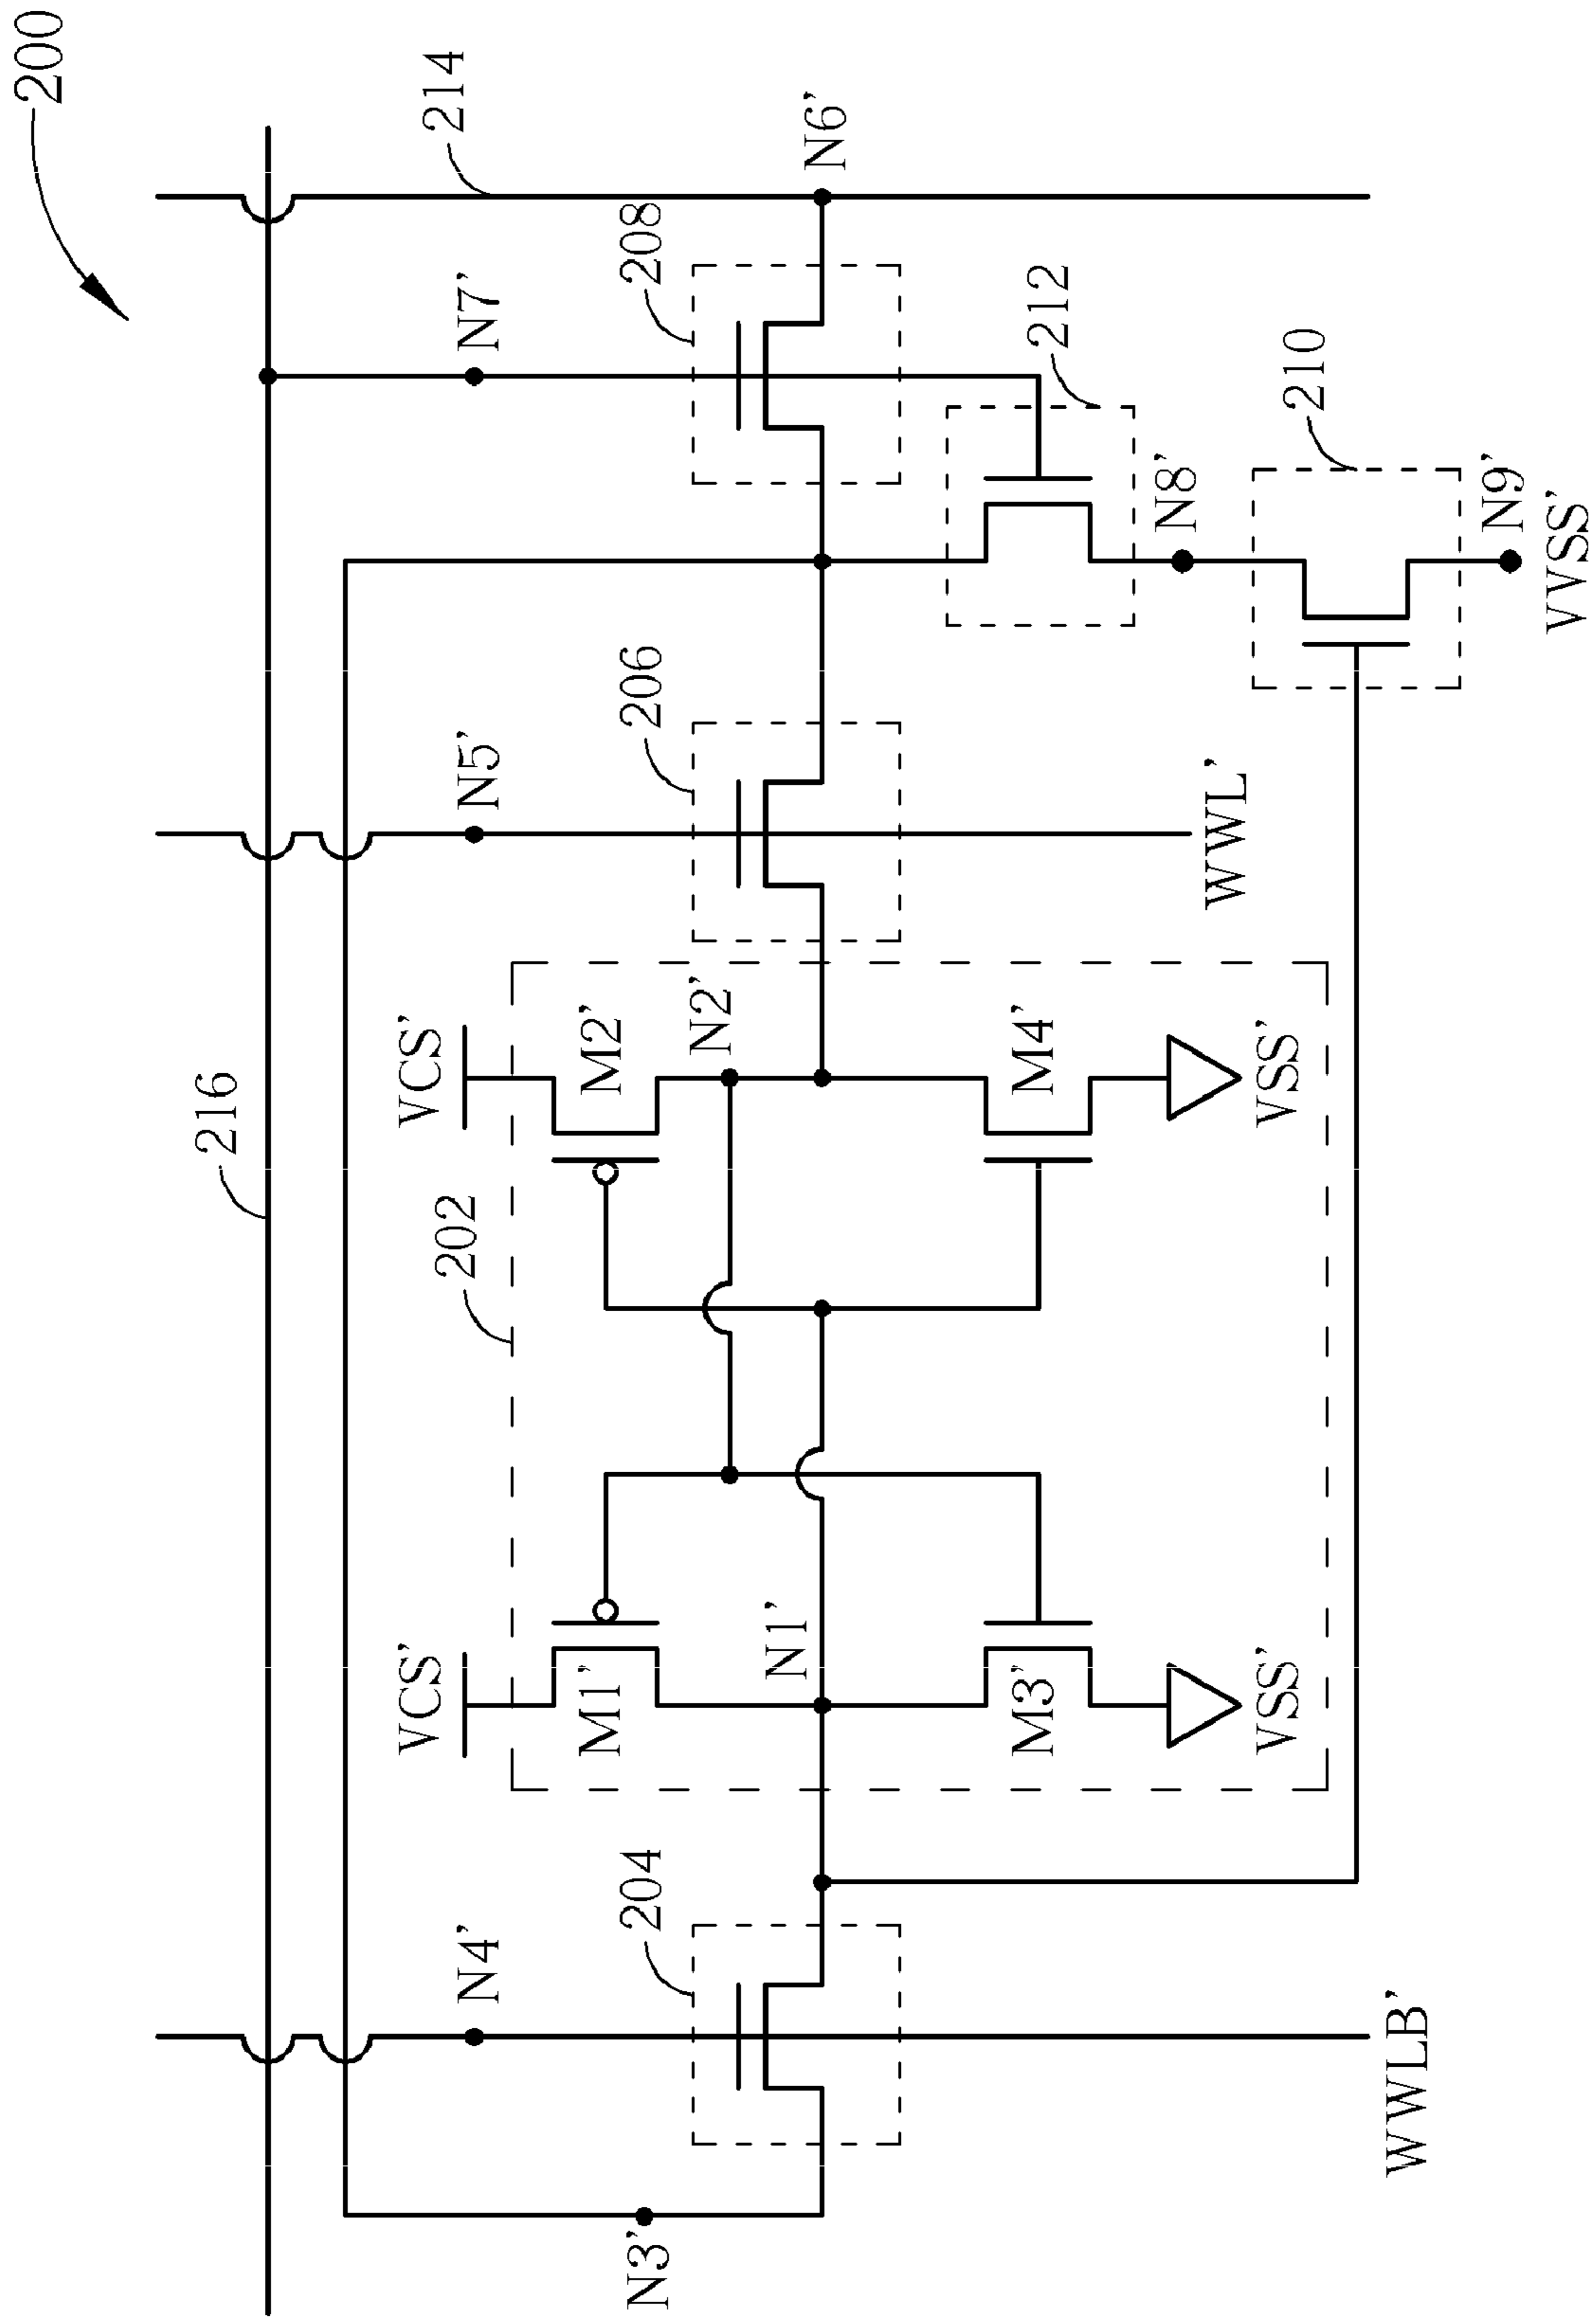 200
216
214
VCS'
VCS'
N4'
N5'
N7'
202
204
206
208
N3'
M1'
M2'
N2'
N1'
N6'
M3'
M4'
212
N8'
VSS'
VSS'
WWL'
210
WWLB'
N9'
VVSS'